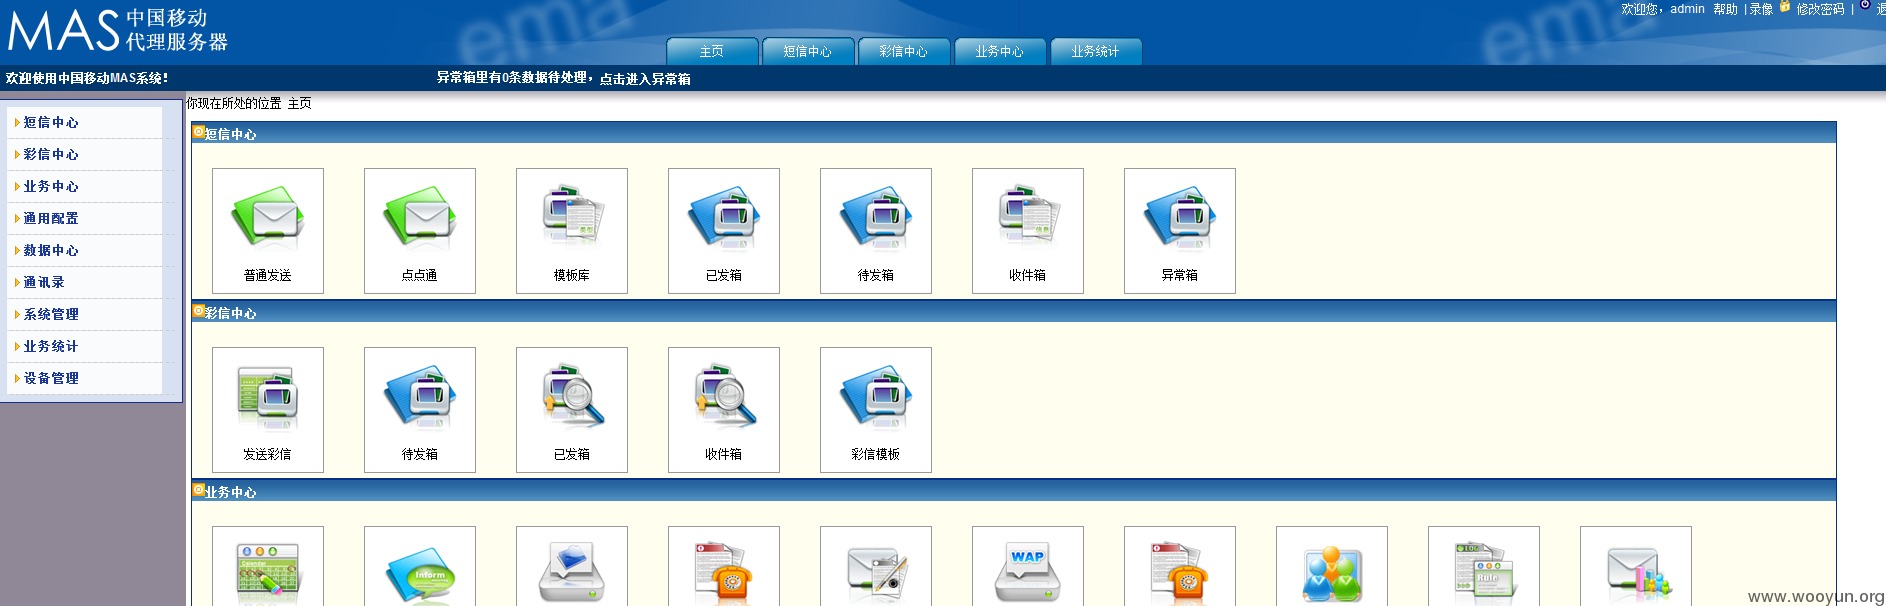 MAS 中国移动
代理服务器
ema
ema
欢迎您，admin 帮助 | 录像 修改密码 |
主页 短信中心 彩信中心 业务中心 业务统计
欢迎使用中国移动MAS系统！ 异常箱里有0条数据待处理，点击进入异常箱
你现在所处的位置 主页
短信中心
彩信中心
业务中心
通用配置
数据中心
通讯录
系统管理
业务统计
设备管理
短信中心
类型
信息
普通发送 点点通 模板库 已发箱 待发箱 收件箱 异常箱
彩信中心
发送彩信 待发箱 已发箱 收件箱 彩信模板
业务中心
Calendar
Inform
WAP
LOG
Rule
www.wooyun.org